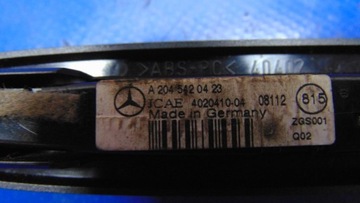 >ABS-PC<
A 204 542 04 23
ICAE 4020410-04 08112 815
Made in Germany ZGS001
Q02